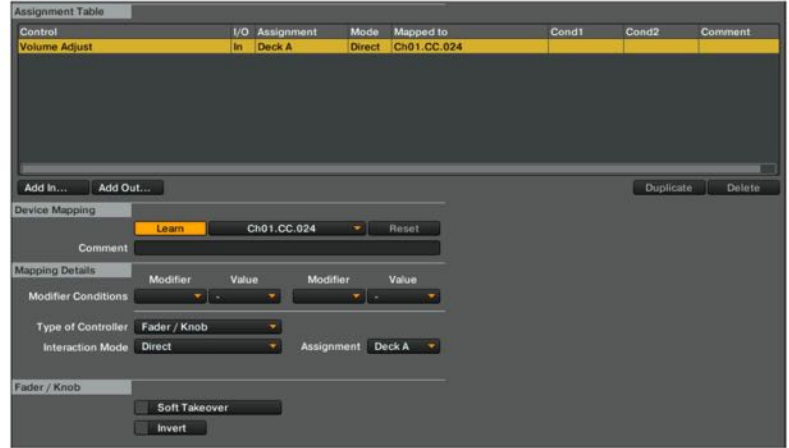 Assignment Table
Control I/O Assignment Mode Mapped to Cond1 Cond2 Comment
Volume Adjust In Deck A Direct Ch01.CC.024
Add In... Add Out... Duplicate Delete
Device Mapping
Learn Ch01.CC.024 Reset
Comment
Mapping Details
Modifier Value Modifier Value
Modifier Conditions - -
Type of Controller Fader / Knob
Interaction Mode Direct Assignment Deck A
Fader / Knob
Soft Takeover
Invert